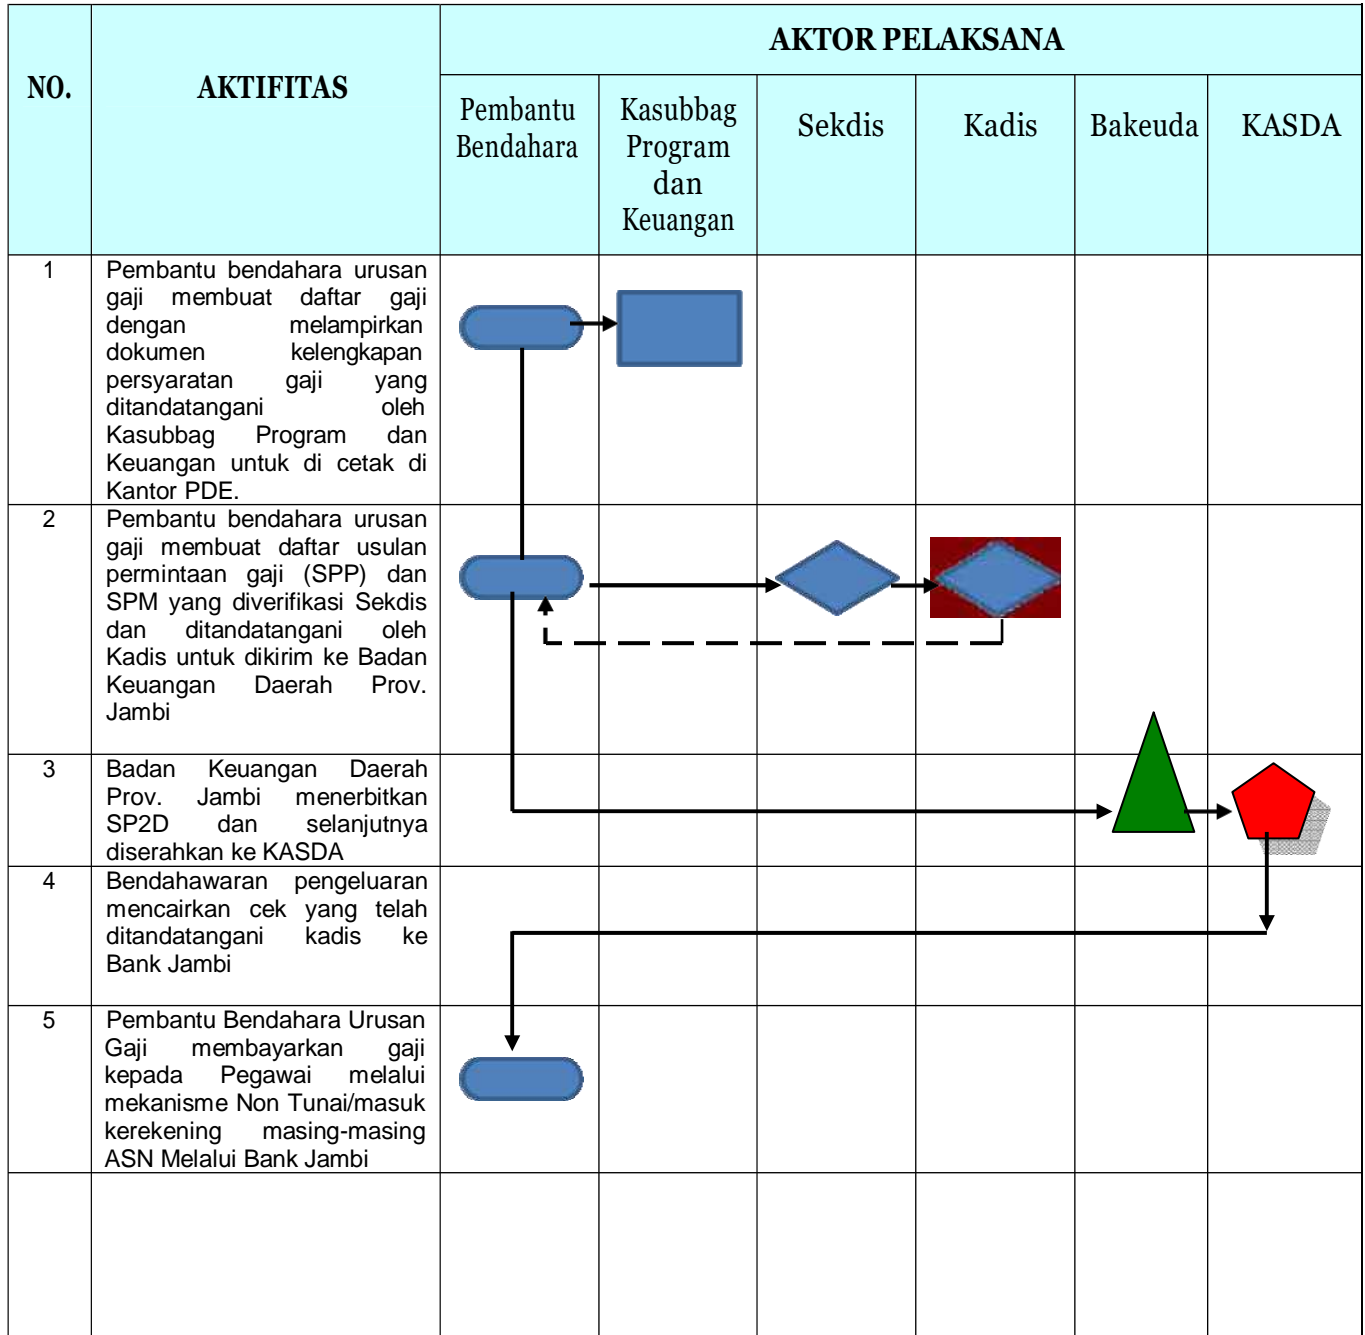 AKTOR PELAKSANA
NO.
AKTIFITAS
Pembantu
Bendahara
Kasubbag
Program
dan
Keuangan
Sekdis
Kadis
Bakeuda
KASDA
1
Pembantu bendahara urusan
gaji membuat daftar gaji
dengan melampirkan
dokumen kelengkapan
persyaratan gaji yang
ditandatangani oleh
Kasubbag Program dan
Keuangan untuk di cetak di
Kantor PDE.
2
Pembantu bendahara urusan
gaji membuat daftar usulan
permintaan gaji (SPP) dan
SPM yang diverifikasi Sekdis
dan ditandatangani oleh
Kadis untuk dikirim ke Badan
Keuangan Daerah Prov.
Jambi
3
Badan Keuangan Daerah
Prov. Jambi menerbitkan
SP2D dan selanjutnya
diserahkan ke KASDA
4
Bendahawaran pengeluaran
mencairkan cek yang telah
ditandatangani kadis ke
Bank Jambi
5
Pembantu Bendahara Urusan
Gaji membayarkan gaji
kepada Pegawai melalui
mekanisme Non Tunai/masuk
kerekening masing-masing
ASN Melalui Bank Jambi